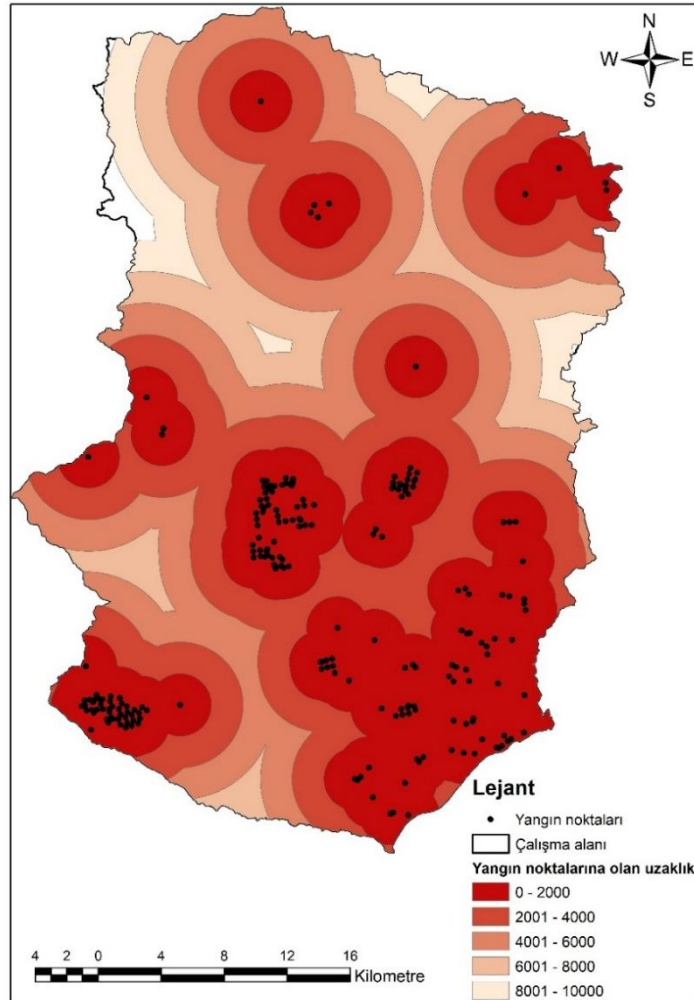 N
W E
S
Lejant
Yangın noktaları
Çalışma alanı
Yangın noktalarına olan uzaklık
0 - 2000
2001 - 4000
4001 - 6000
6001 - 8000
8001 - 10000
4 2 0 4 8 12 16
Kilometre